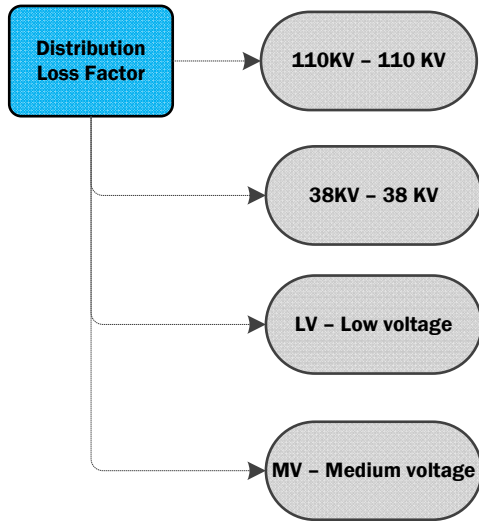 Distribution
Loss Factor
110KV – 110 KV
38KV – 38 KV
LV – Low voltage
MV – Medium voltage